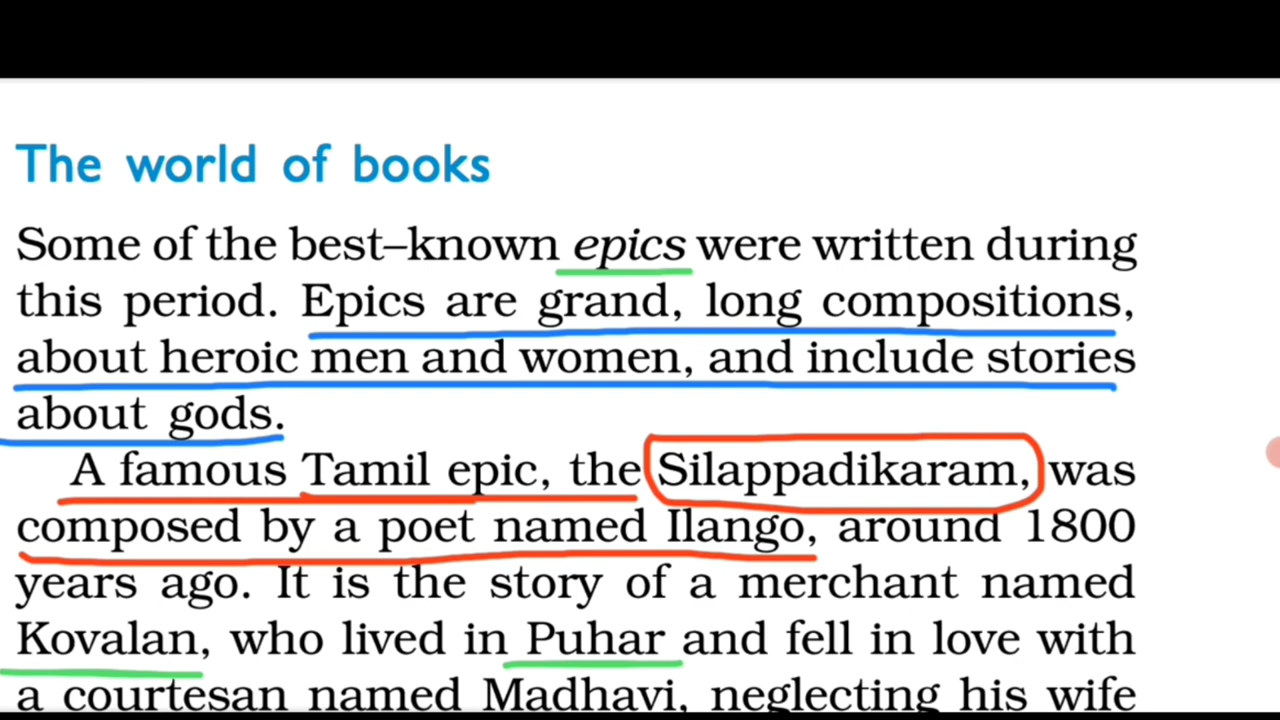 The world of books
Some of the best–known epics were written during
this period. Epics are grand, long compositions,
about heroic men and women, and include stories
about gods.
A famous Tamil epic, the Silappadikaram, was
composed by a poet named Ilango, around 1800
years ago. It is the story of a merchant named
Kovalan, who lived in Puhar and fell in love with
a courtesan named Madhavi, neglecting his wife